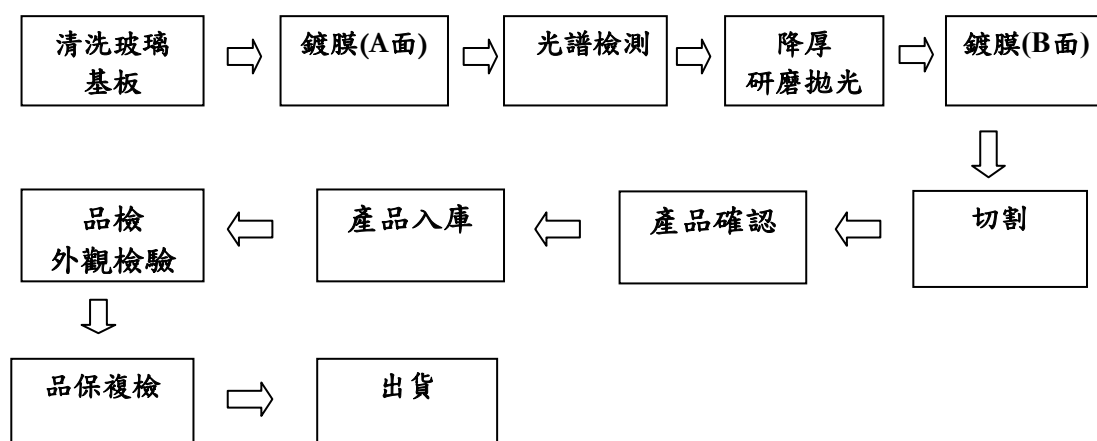 清洗玻璃
基板
鍍膜(A面)
光譜檢測
降厚
研磨拋光
鍍膜(B面)
切割
產品確認
產品入庫
品檢
外觀檢驗
品保複檢
出貨